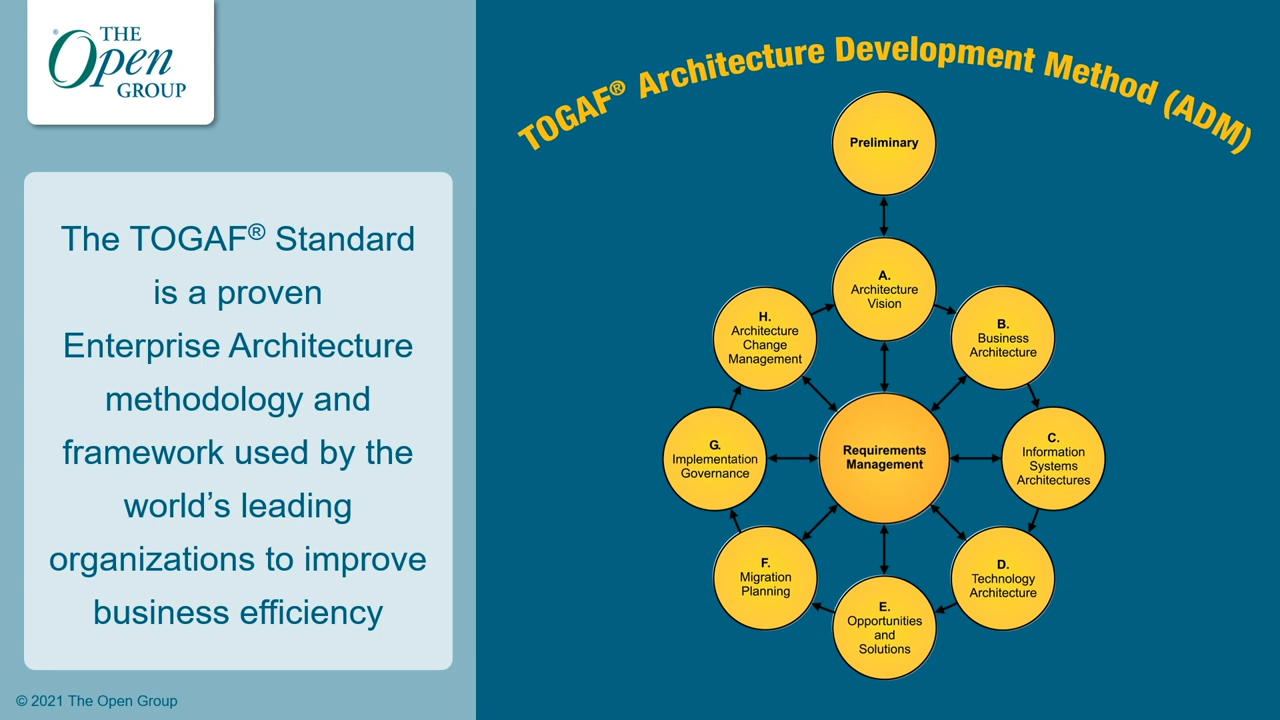 THE
Open
GROUP
®
The TOGAF® Standard
is a proven
Enterprise Architecture
methodology and
framework used by the
world’s leading
organizations to improve
business efficiency
© 2021 The Open Group
TOGAF® Architecture Development Method (ADM)
Preliminary
A.
Architecture
Vision
B.
Business
Architecture
C.
Information
Systems
Architectures
D.
Technology
Architecture
E.
Opportunities
and
Solutions
F.
Migration
Planning
G.
Implementation
Governance
H.
Architecture
Change
Management
Requirements
Management